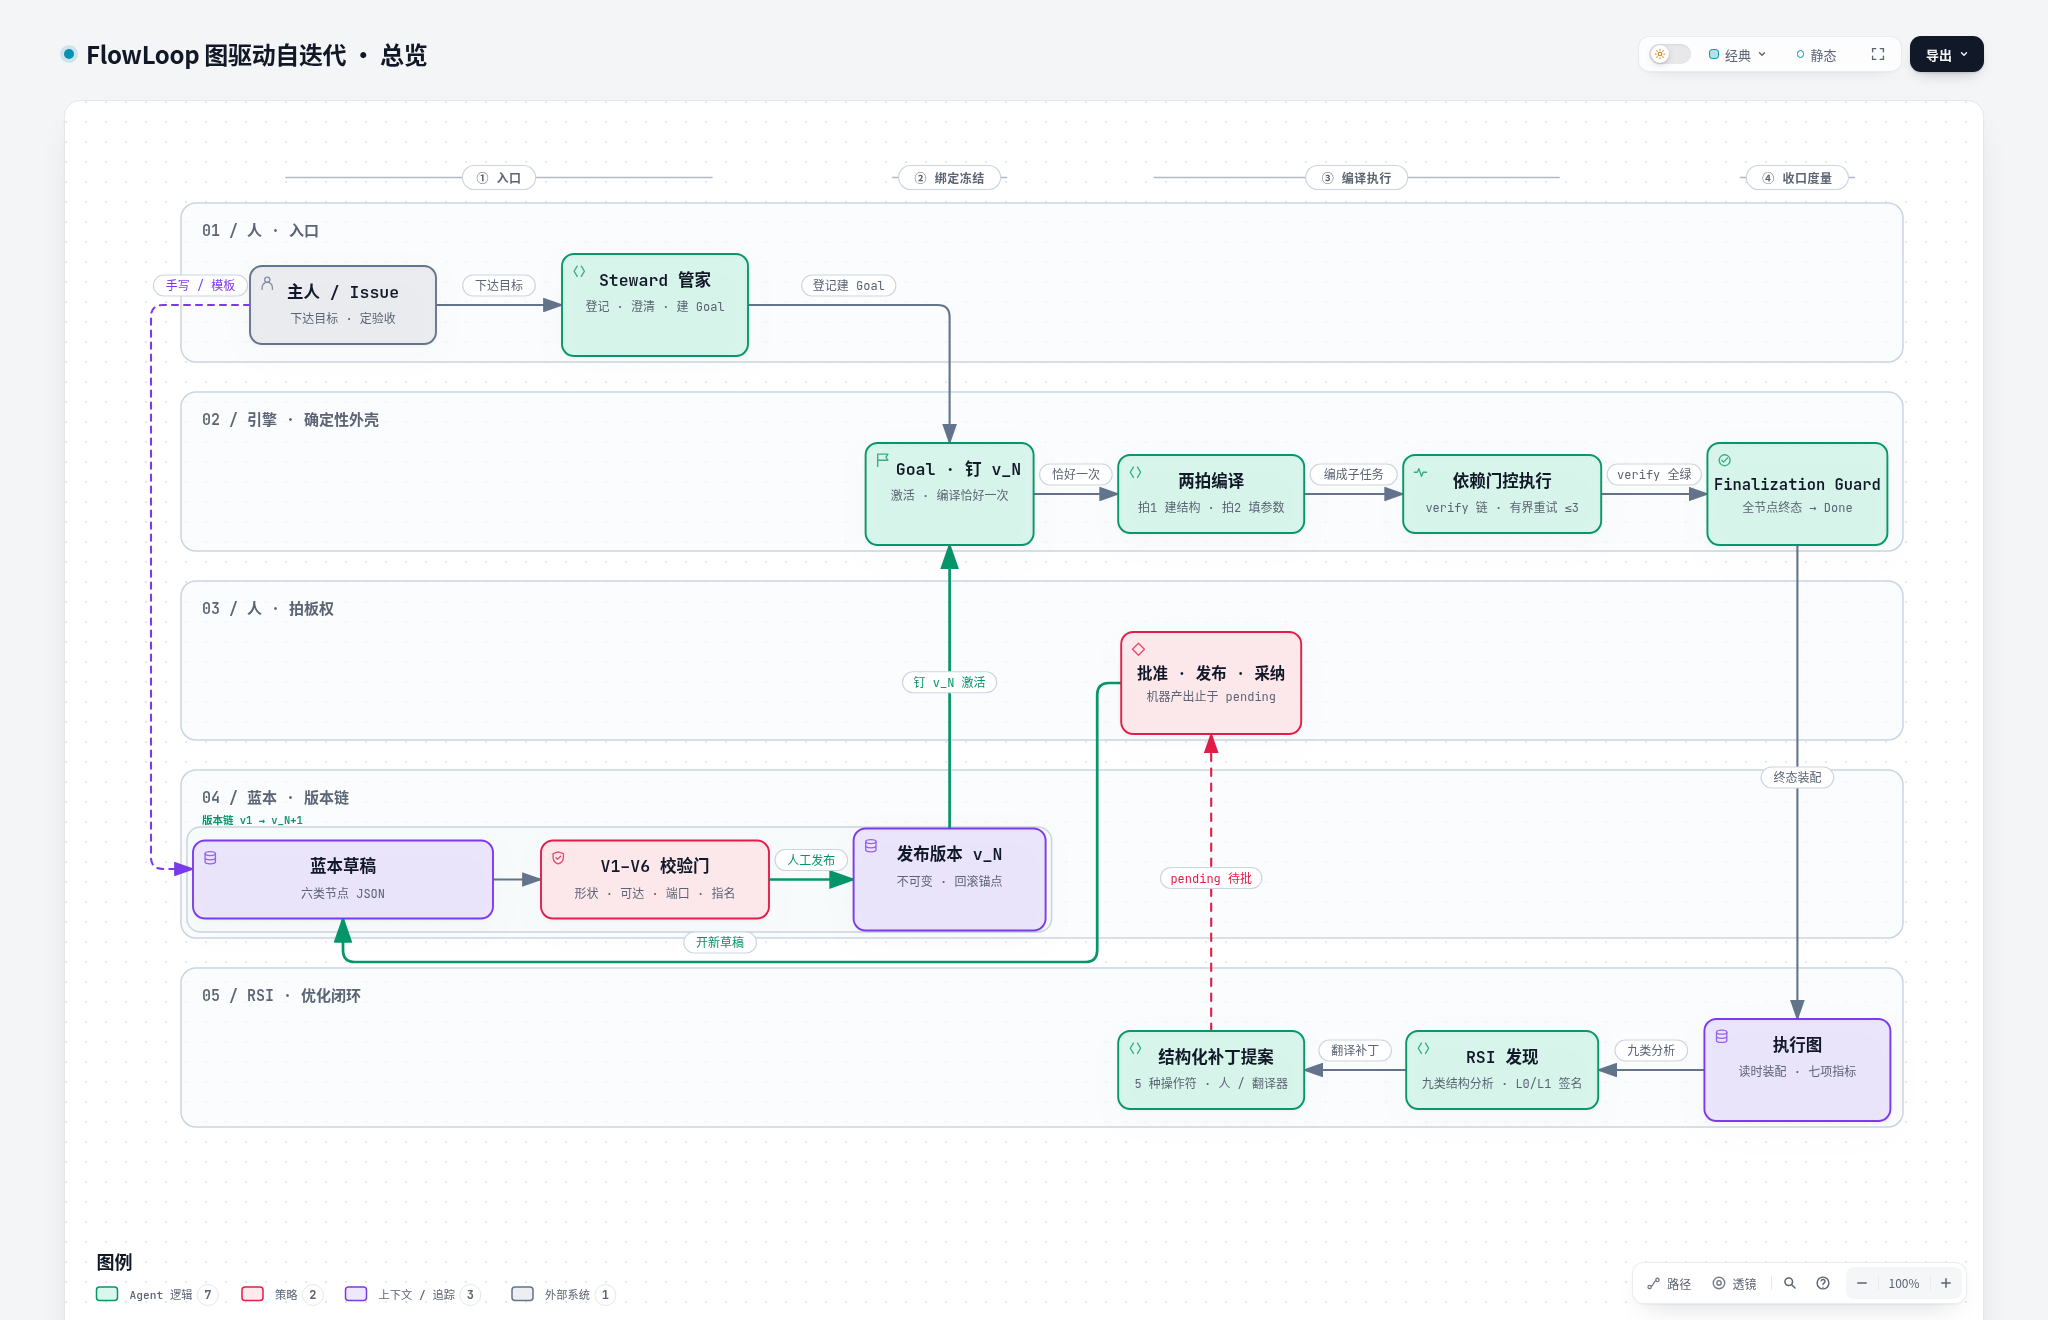 FlowLoop 图驱动自迭代 · 总览
经典
静态
导出
① 入口
② 绑定冻结
③ 编译执行
④ 收口度量
01 / 人 · 入口
手写 / 模板
主人 / Issue
下达目标 · 定验收
下达目标
Steward 管家
登记 · 澄清 · 建 Goal
登记建 Goal
02 / 引擎 · 确定性外壳
Goal · 钉 v_N
激活 · 编译恰好一次
恰好一次
两拍编译
拍1 建结构 · 拍2 填参数
编成子任务
依赖门控执行
verify 链 · 有界重试 ≤3
verify 全绿
Finalization Guard
全节点终态 → Done
03 / 人 · 拍板权
钉 v_N 激活
批准 · 发布 · 采纳
机器产出止于 pending
终态装配
04 / 蓝本 · 版本链
版本链 v1 → v_N+1
蓝本草稿
六类节点 JSON
V1-V6 校验门
形状 · 可达 · 端口 · 指名
人工发布
发布版本 v_N
不可变 · 回滚锚点
pending 待批
开新草稿
05 / RSI · 优化闭环
结构化补丁提案
5 种操作符 · 人 / 翻译器
翻译补丁
RSI 发现
九类结构分析 · L0/L1 签名
九类分析
执行图
读时装配 · 七项指标
图例
Agent 逻辑 7
策略 2
上下文 / 追踪 3
外部系统 1
路径
透镜
100%